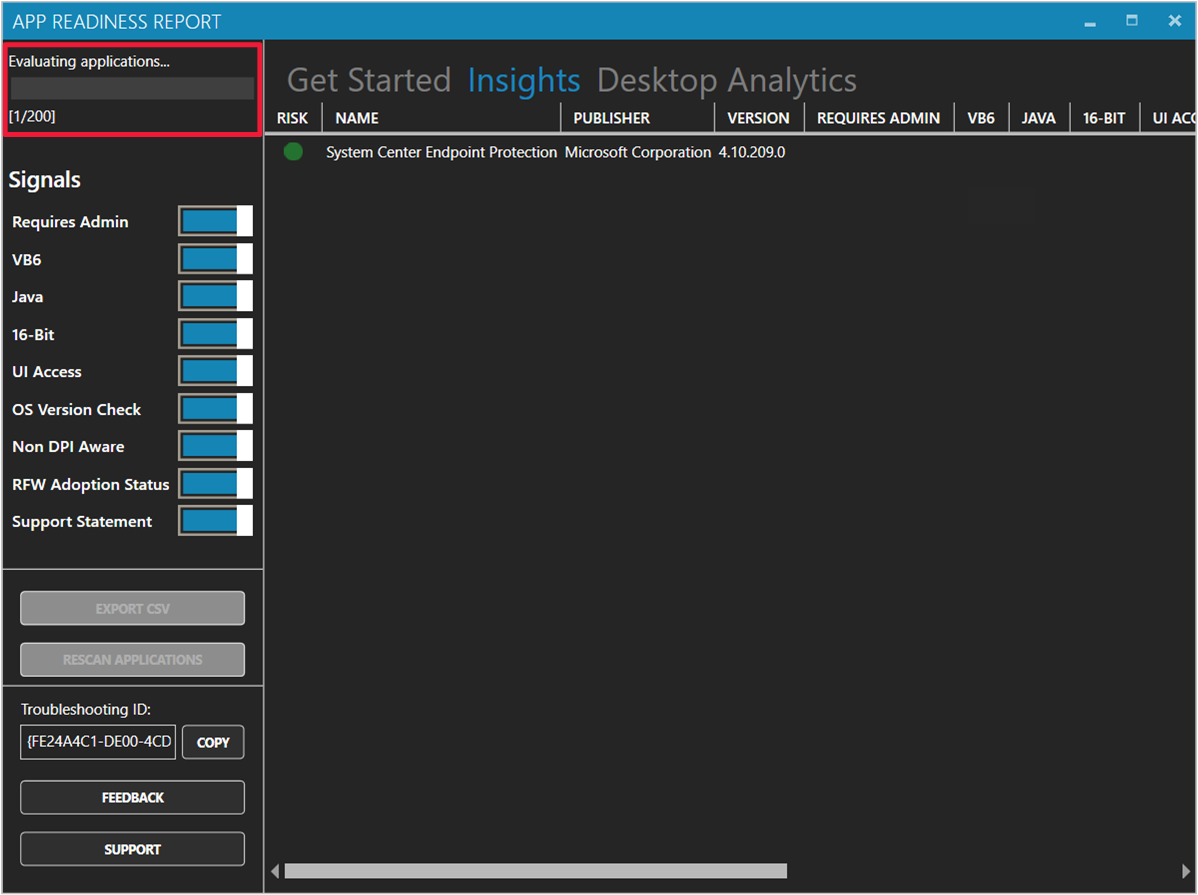 APP READINESS REPORT
Evaluating applications...
[1/200]
Signals
Requires Admin
VB6
Java
16-Bit
UI Access
OS Version Check
Non DPI Aware
RFW Adoption Status
Support Statement
EXPORT CSV
RESCAN APPLICATIONS
Troubleshooting ID:
{FE24A4C1-DE00-4CD COPY
FEEDBACK
SUPPORT
Get Started Insights Desktop Analytics
RISK NAME PUBLISHER VERSION REQUIRES ADMIN VB6 JAVA 16-BIT UI ACC
System Center Endpoint Protection Microsoft Corporation 4.10.209.0